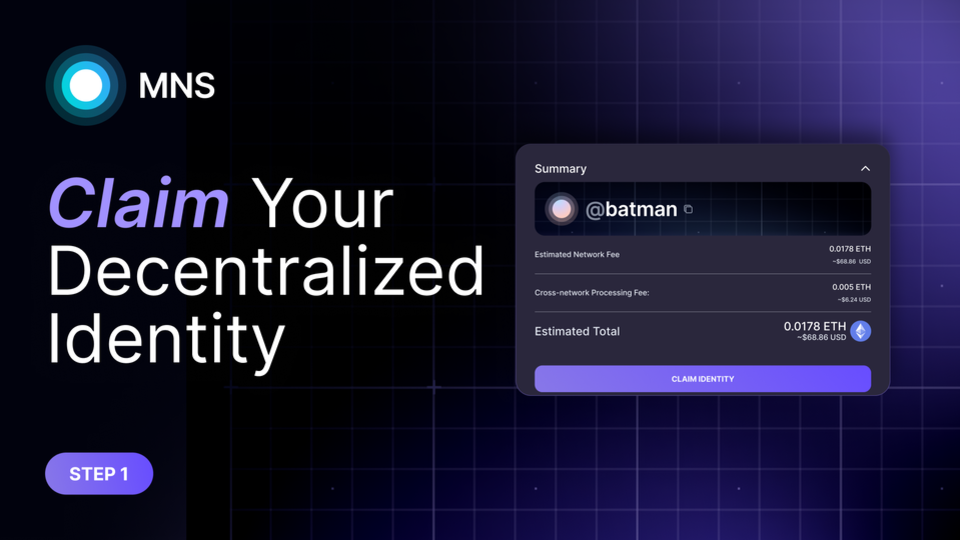 MNS
Claim Your
Decentralized
Identity
STEP 1
Summary
@batman
Estimated Network Fee
0.0178 ETH
~$68.86 USD
Cross-network Processing Fee:
0.005 ETH
~$6.24 USD
Estimated Total
0.0178 ETH
~$68.86 USD
CLAIM IDENTITY